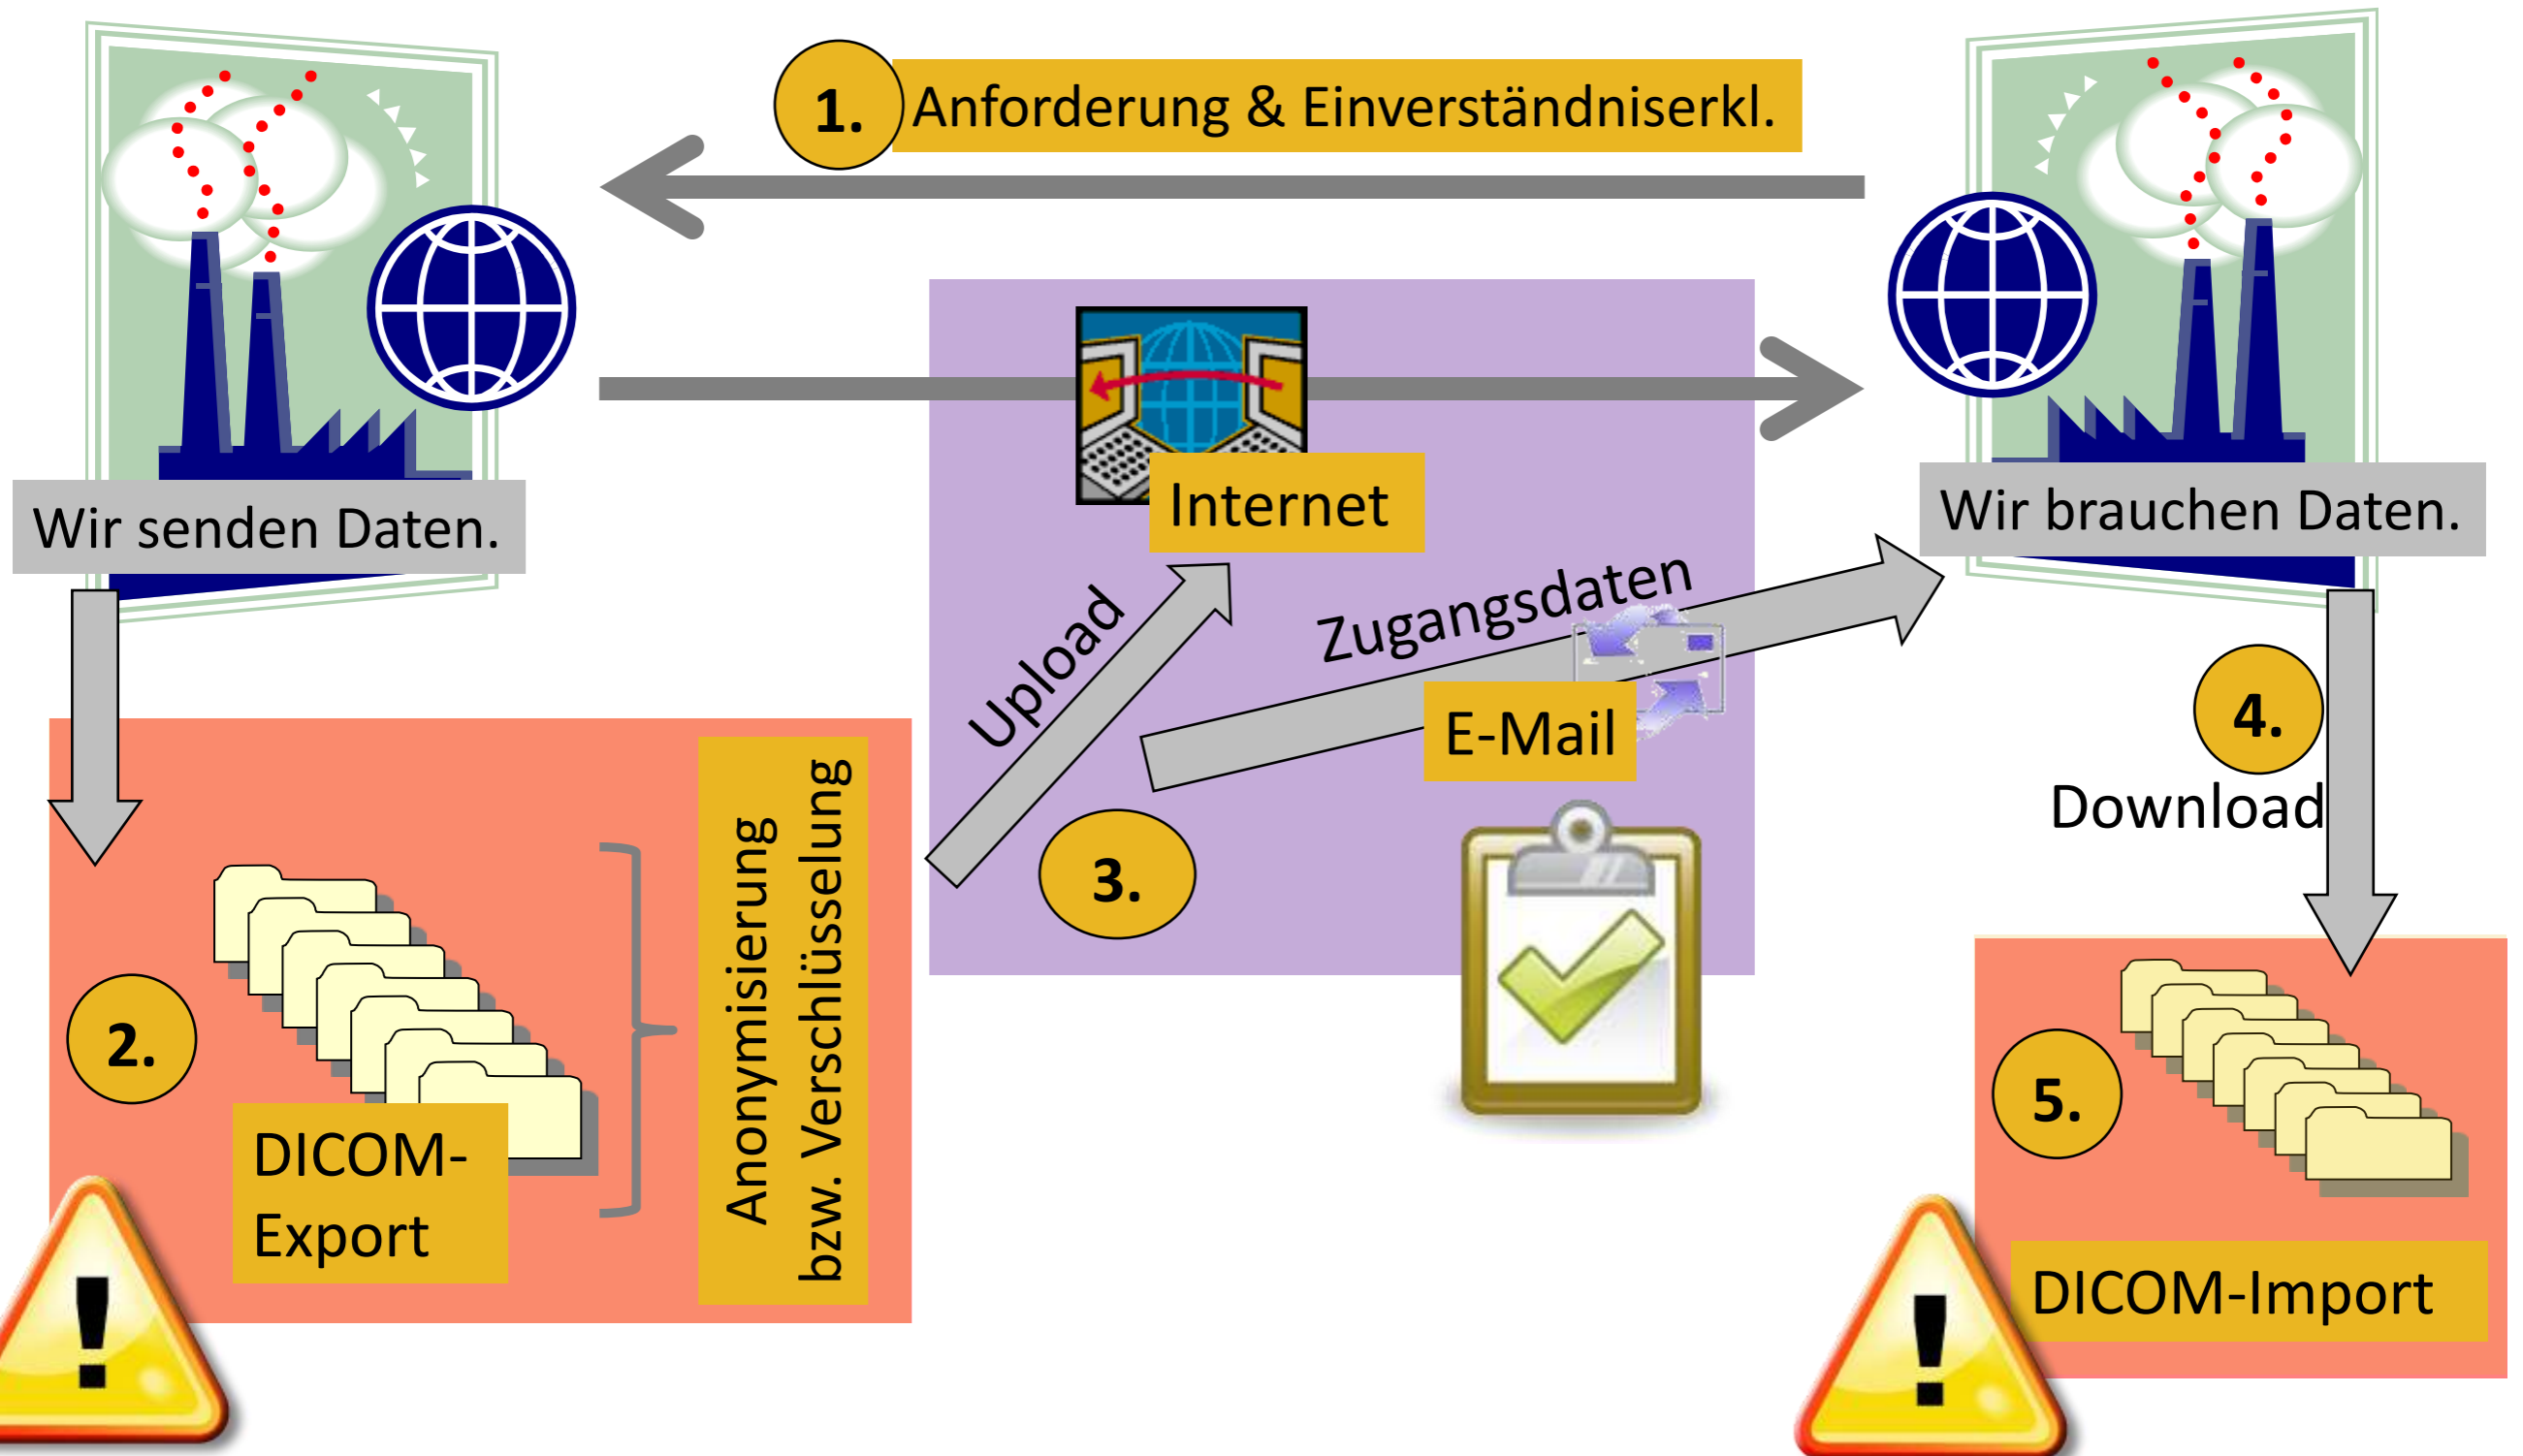 1.
Anforderung & Einverständniserkl.
Wir senden Daten.
Internet
Wir brauchen Daten.
Upload
Zugangsdaten
E-Mail
3.
4.
Download
2.
DICOM-
Export
Anonymisierung
bzw. Verschlüsselung
5.
DICOM-Import